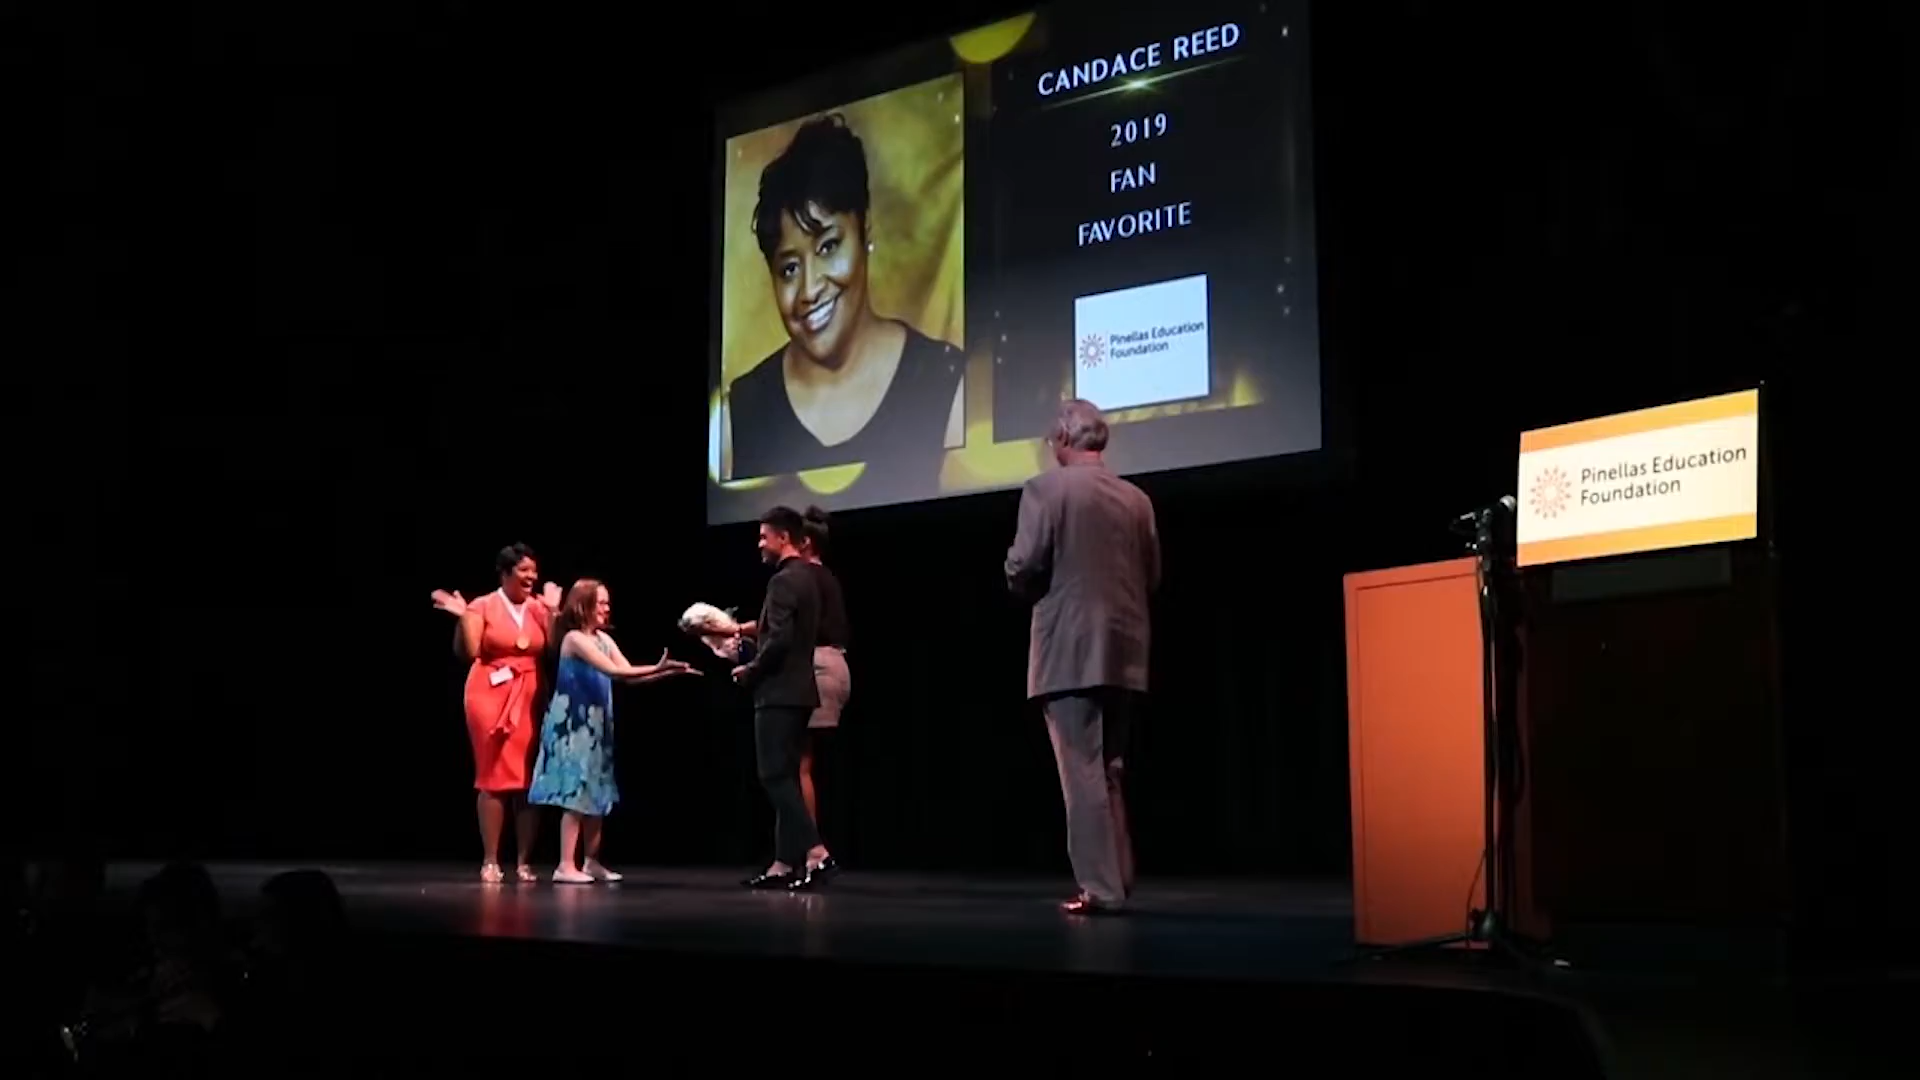 CANDACE REED
2019
FAN
FAVORITE
Pinellas Education
Foundation
Pinellas Education
Foundation